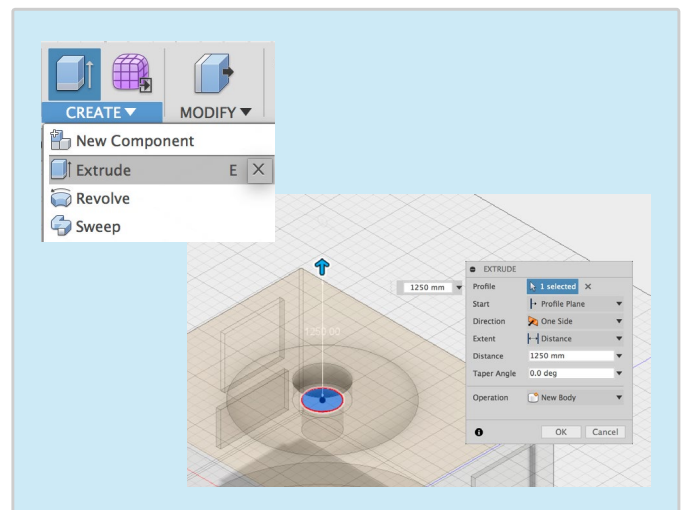 CREATE ▼ MODIFY ▼
New Component
Extrude E
Revolve
Sweep
1250 mm
1250.00
EXTRUDE
Profile 1 selected
Start Profile Plane
Direction One Side
Extent Distance
Distance 1250 mm
Taper Angle 0.0 deg
Operation New Body
OK Cancel